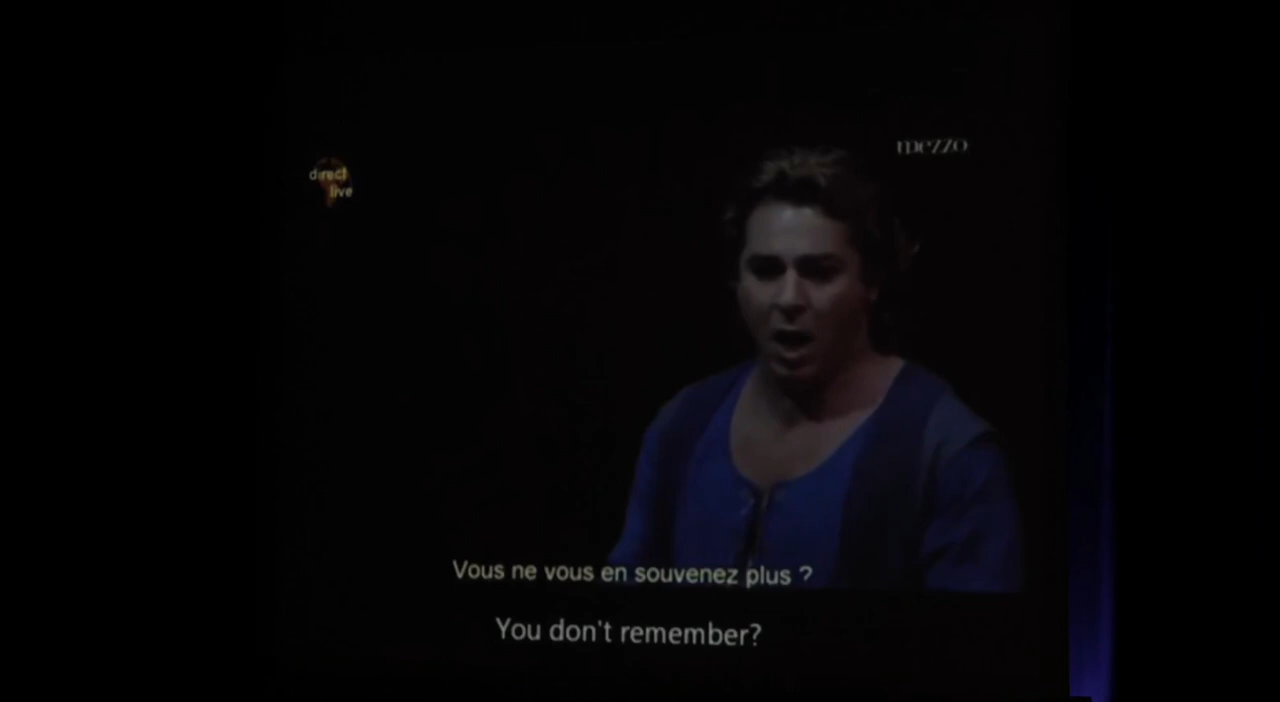 mezzo
direct
live
Vous ne vous en souvenez plus ?
You don't remember?